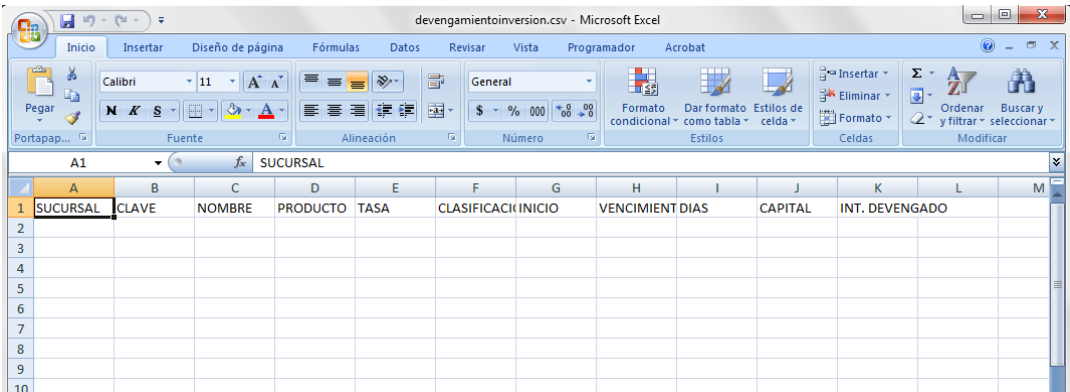 devengamientoinversion.csv - Microsoft Excel
Inicio Insertar Diseño de página Fórmulas Datos Revisar Vista Programador Acrobat
Calibri 11 A A General Insertar Σ
Eliminar
Pegar N K S A $ % 000 Formato condicional Dar formato como tabla Estilos de celda Formato Ordenar y filtrar Buscar y seleccionar
Portapap... Fuente Alineación Número Estilos Celdas Modificar
A1 fx SUCURSAL
A B C D E F G H I J K L M
1 SUCURSAL CLAVE NOMBRE PRODUCTO TASA CLASIFICACI INICIO VENCIMIENT DIAS CAPITAL INT. DEVENGADO
2
3
4
5
6
7
8
9
10